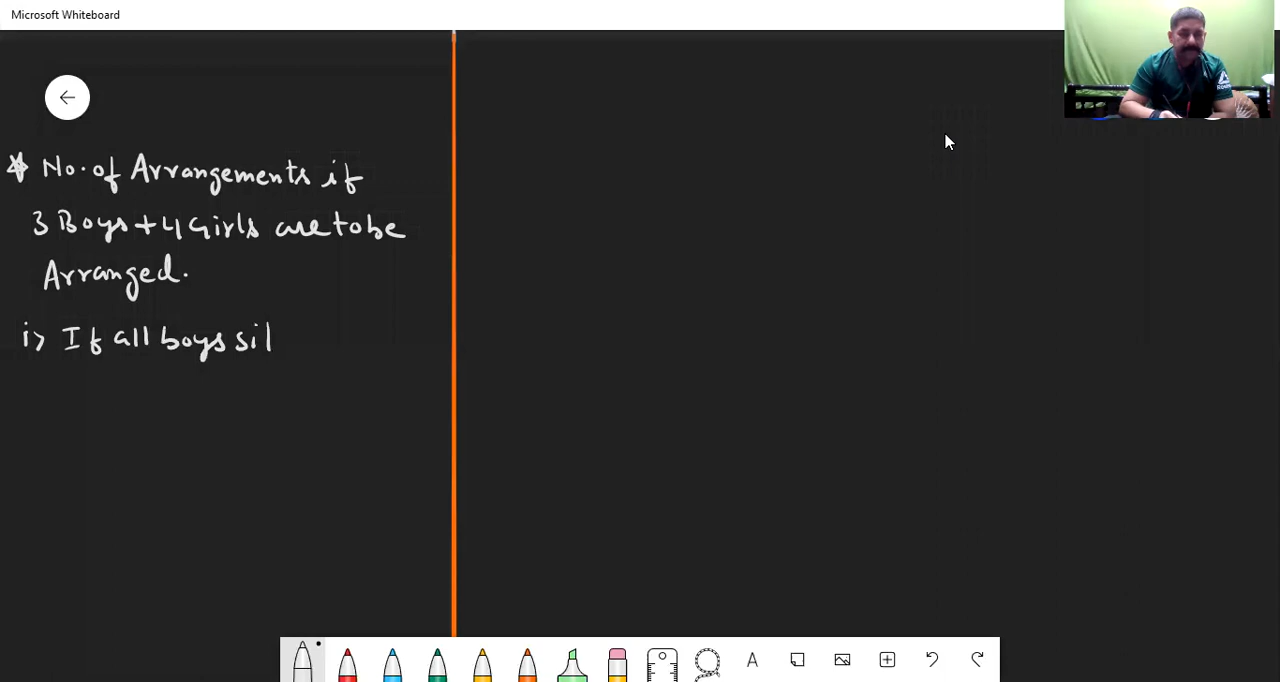 Microsoft Whiteboard
* No. of Arrangements if
3 Boys + 4 Girls are to be
Arranged.
i> If all boys sit